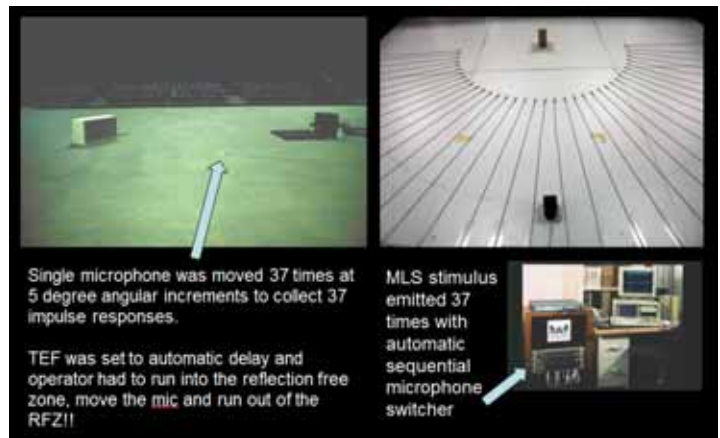 Single microphone was moved 37 times at
5 degree angular increments to collect 37
impulse responses.
TEF was set to automatic delay and
operator had to run into the reflection free
zone, move the mic and run out of the
RFZ!!
MLS stimulus
emitted 37
times with
automatic
sequential
microphone
switcher